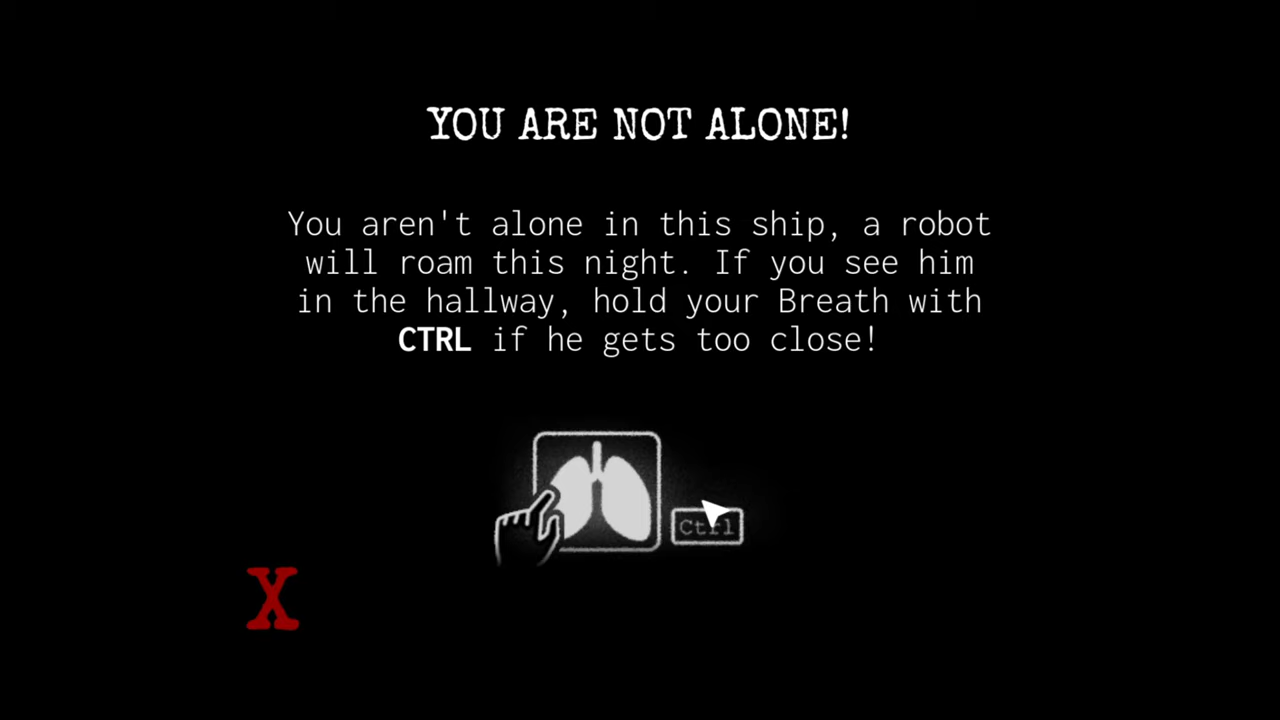 YOU ARE NOT ALONE!
You aren't alone in this ship, a robot
will roam this night. If you see him
in the hallway, hold your Breath with
CTRL if he gets too close!
Ctrl
X